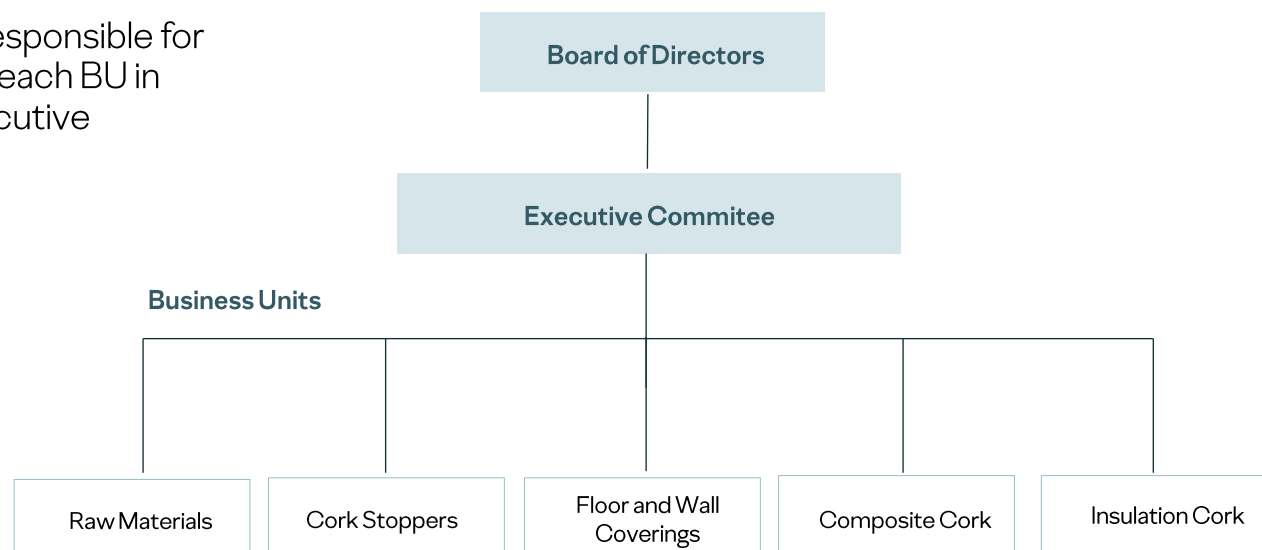 esponsible for
each BU in
cutive
Board of Directors
Executive Commitee
Business Units
Raw Materials
Cork Stoppers
Floor and Wall
Coverings
Composite Cork
Insulation Cork